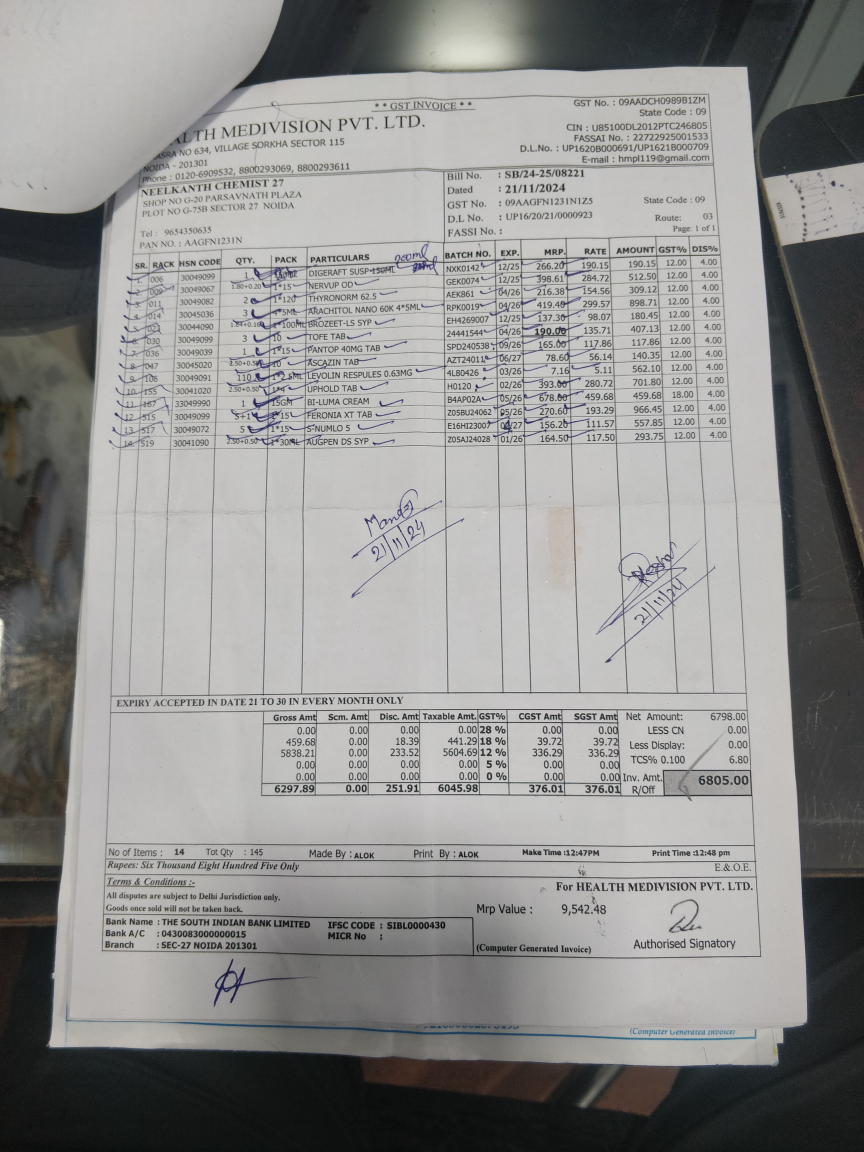 ** GST INVOICE **
GST No. : 09AADCH0989B1ZM
State Code : 09
CIN : U85100DL2012PTC246805
FASSAI No. : 22722925001533
D.L.No. : UP1620B000691/UP1621B000709
E-mail : hmpl119@gmail.com
MEDIVISION PVT. LTD.
NO 634, VILLAGE SORKHA SECTOR 115
NOIDA - 201301
Phone : 0120-6909532, 8800293069, 8800293611
NEELKANTH CHEMIST 27
SHOP NO G-20 PARSAVNATH PLAZA
PLOT NO G-75B SECTOR 27 NOIDA
Tel : 9654350635
PAN NO. : AAGFN1231N
Bill No. : SB/24-25/08221
Dated : 21/11/2024
GST No. : 09AAGFN1231N1Z5 State Code : 09
D.L No. : UP16/20/21/0000923 Route: 03
FASSI No. : Page: 1 of 1
SR. RACK HSN CODE QTY. PACK PARTICULARS BATCH NO. EXP. MRP. RATE AMOUNT GST% DIS%
200ml
1. 006 30049099 1 DIGERAFT SUSP 150ML NXK0142 12/25 266.20 190.15 190.15 12.00 4.00
2. 009 30049067 1.80+0.20 1*15 NERVUP OD GEK0074 12/25 398.61 284.72 512.50 12.00 4.00
3. 011 30049082 2 1*120 THYRONORM 62.5 AEK861 04/26 216.38 154.56 309.12 12.00 4.00
4. 014 30045036 3 4*5ML ARACHITOL NANO 60K 4*5ML RPK0019 04/26 419.40 299.57 898.71 12.00 4.00
5. 021 30044090 1*100ML BROZEET-LS SYP EH4269007 12/25 137.30 98.07 180.45 12.00 4.00
6. 030 30049099 3 10 TOFE TAB 24441544 04/26 190.00 135.71 407.13 12.00 4.00
7. 036 30049039 1 1*15 PANTOP 40MG TAB SPD240538 09/26 165.00 117.86 117.86 12.00 4.00
8. 047 30045020 2.50+0.50 10 ASCAZIN TAB AZT24011 06/27 78.60 56.14 140.35 12.00 4.00
9. 106 30049091 110 1*2.5ML LEVOLIN RESPULES 0.63MG 4L80426 03/26 7.16 5.11 562.10 12.00 4.00
10. 155 30041020 2.50+0.50 UPHOLD TAB H0120 02/26 393.00 280.72 701.80 12.00 4.00
11. 167 33049990 1 15GM BI-LUMA CREAM B4AP02A 05/26 678.00 459.68 459.68 18.00 4.00
12. 515 30049099 5+1 1*15 FERONIA XT TAB Z05BU24062 05/26 270.60 193.29 966.45 12.00 4.00
13. 517 30049072 5 1*15 S-NUMLO 5 E16HI23007 156.20 111.57 557.85 12.00 4.00
14. 519 30041090 2.50+0.50 1*30ML AUGPEN DS SYP Z05AJ24028 01/26 164.50 117.50 293.75 12.00 4.00
21/11/24
21/11/24
EXPIRY ACCEPTED IN DATE 21 TO 30 IN EVERY MONTH ONLY
Gross Amt Scm. Amt Disc. Amt Taxable Amt. GST% CGST Amt SGST Amt
0.00 0.00 0.00 0.00 28 % 0.00 0.00
459.68 0.00 18.39 441.29 18 % 39.72 39.72
5838.21 0.00 233.52 5604.69 12 % 336.29 336.29
0.00 0.00 0.00 0.00 5 % 0.00 0.00
0.00 0.00 0.00 0.00 0 % 0.00 0.00
6297.89 0.00 251.91 6045.98 376.01 376.01
Net Amount: 6798.00
LESS CN 0.00
Less Display: 0.00
TCS% 0.100 6.80
Inv. Amt. 6805.00
R/Off
No of Items : 14 Tot Qty : 145 Made By : ALOK Print By : ALOK Make Time :12:47PM Print Time :12:48 pm
Rupees: Six Thousand Eight Hundred Five Only E.& O.E.
Terms & Conditions :-
All disputes are subject to Delhi Jurisdiction only.
Goods once sold will not be taken back.
Bank Name : THE SOUTH INDIAN BANK LIMITED IFSC CODE : SIBL0000430
Bank A/C : 0430083000000015 MICR No :
Branch : SEC-27 NOIDA 201301
For HEALTH MEDIVISION PVT. LTD.
Mrp Value : 9,542.48
(Computer Generated Invoice) Authorised Signatory
(Computer Generated Invoice)